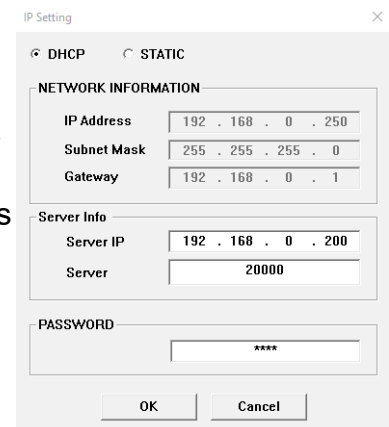 IP Setting
DHCP STATIC
NETWORK INFORMATION
IP Address 192 . 168 . 0 . 250
Subnet Mask 255 . 255 . 255 . 0
Gateway 192 . 168 . 0 . 1
s
Server Info
Server IP 192 . 168 . 0 . 200
Server 20000
PASSWORD
****
OK Cancel